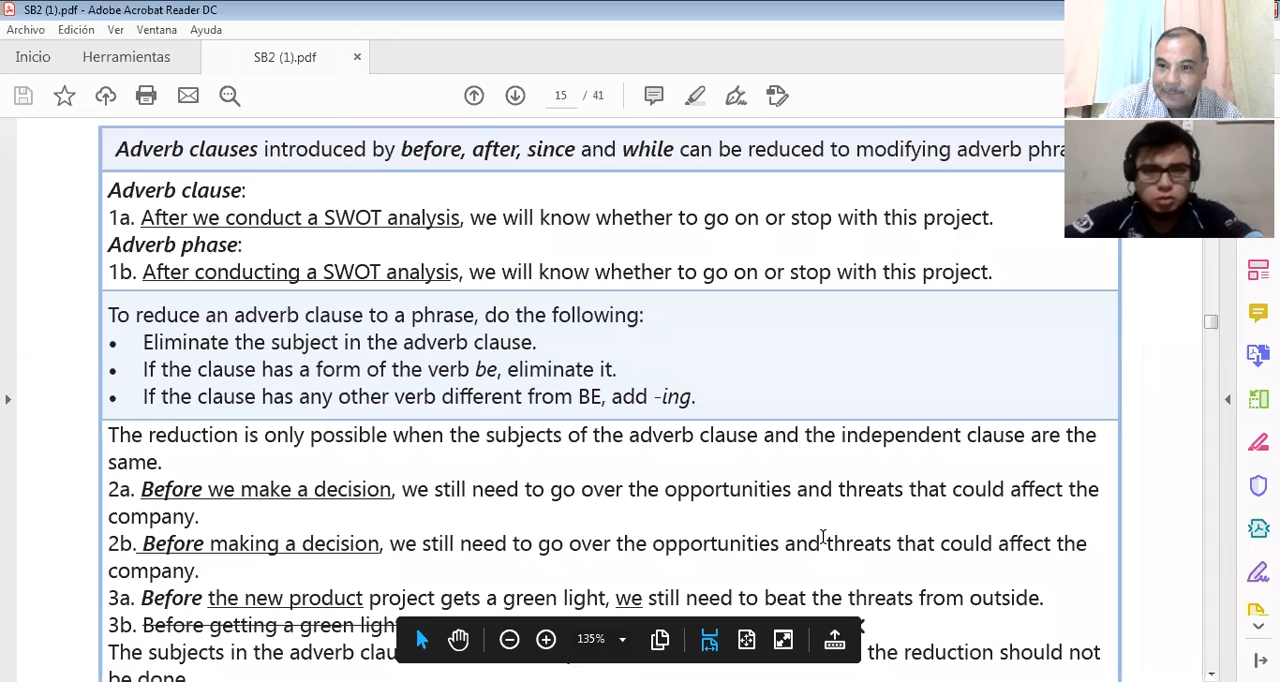 SB2 (1).pdf - Adobe Acrobat Reader DC
Archivo Edición Ver Ventana Ayuda
Inicio Herramientas SB2 (1).pdf ×
15 / 41
Adverb clauses introduced by before, after, since and while can be reduced to modifying adverb
Adverb clause:
1a. After we conduct a SWOT analysis, we will know whether to go on or stop with this project.
Adverb phase:
1b. After conducting a SWOT analysis, we will know whether to go on or stop with this project.
To reduce an adverb clause to a phrase, do the following:
• Eliminate the subject in the adverb clause.
• If the clause has a form of the verb be, eliminate it.
• If the clause has any other verb different from BE, add -ing.
The reduction is only possible when the subjects of the adverb clause and the independent clause are the
same.
2a. Before we make a decision, we still need to go over the opportunities and threats that could affect the
company.
2b. Before making a decision, we still need to go over the opportunities and threats that could affect the
company.
3a. Before the new product project gets a green light, we still need to beat the threats from outside.
3b. Before getting a green light
135%
The subjects in the adverb the reduction should not
be done.